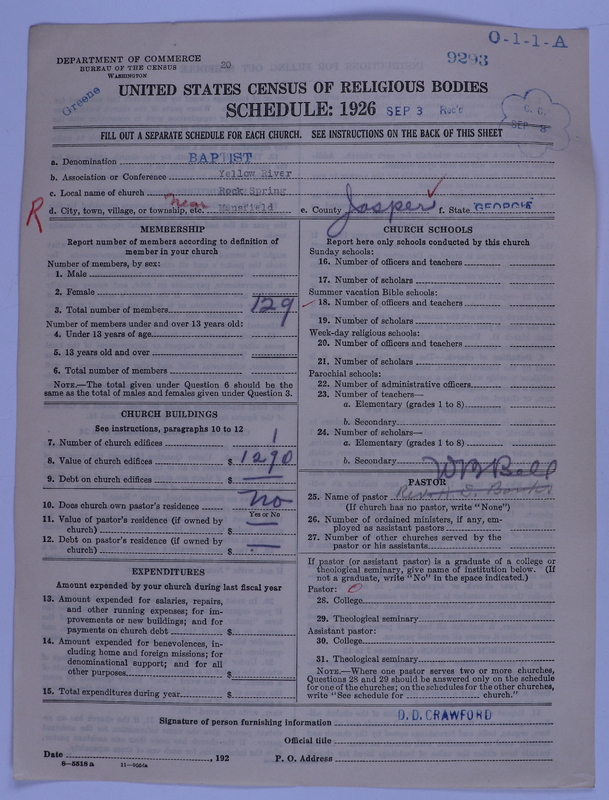 O-1-1-A
DEPARTMENT OF COMMERCE
BUREAU OF THE CENSUS
WASHINGTON
20
9293
Greene
UNITED STATES CENSUS OF RELIGIOUS BODIES
SCHEDULE: 1926 SEP 3 Rec'd
C. C.
SEP 8
FILL OUT A SEPARATE SCHEDULE FOR EACH CHURCH. SEE INSTRUCTIONS ON THE BACK OF THIS SHEET
a. Denomination BAPTIST
b. Association or Conference Yellow River
c. Local name of church Rock Spring
R d. City, town, village, or township, etc. near Mansfield e. County Jasper f. State GEORGIA
MEMBERSHIP
Report number of members according to definition of
member in your church
Number of members, by sex:
1. Male
2. Female
3. Total number of members 129
Number of members under and over 13 years old:
4. Under 13 years of age
5. 13 years old and over
6. Total number of members
NOTE.—The total given under Question 6 should be the
same as the total of males and females given under Question 3.
CHURCH BUILDINGS
See instructions, paragraphs 10 to 12
7. Number of church edifices 1
8. Value of church edifices $ 1290
9. Debt on church edifices $ —
10. Does church own pastor's residence no
Yes or No
11. Value of pastor's residence (if owned by
church) $ —
12. Debt on pastor's residence (if owned by
church) $ —
EXPENDITURES
Amount expended by your church during last fiscal year
13. Amount expended for salaries, repairs,
and other running expenses; for im-
provements or new buildings; and for
payments on church debt $
14. Amount expended for benevolences, in-
cluding home and foreign missions; for
denominational support; and for all
other purposes $
15. Total expenditures during year $
CHURCH SCHOOLS
Report here only schools conducted by this church
Sunday schools:
16. Number of officers and teachers
17. Number of scholars
Summer vacation Bible schools:
18. Number of officers and teachers
19. Number of scholars
Week-day religious schools:
20. Number of officers and teachers
21. Number of scholars
Parochial schools:
22. Number of administrative officers
23. Number of teachers—
a. Elementary (grades 1 to 8)
b. Secondary
24. Number of scholars—
a. Elementary (grades 1 to 8)
b. Secondary
PASTOR W B Bell
25. Name of pastor Rev. H. S. Banks
(If church has no pastor, write "None")
26. Number of ordained ministers, if any, em-
ployed as assistant pastors
27. Number of other churches served by the
pastor or his assistants
If pastor (or assistant pastor) is a graduate of a college or
theological seminary, give name of institution below. (If
not a graduate, write "No" in the space indicated.)
Pastor: 0
28. College
29. Theological seminary
Assistant pastor:
30. College
31. Theological seminary
NOTE.—Where one pastor serves two or more churches,
Questions 28 and 29 should be answered only on the schedule
for one of the churches; on the schedules for the other churches,
write "See schedule for church."
Signature of person furnishing information D. D. CRAWFORD
Official title
Date , 192 P. O. Address
8—5518a 11—9054a